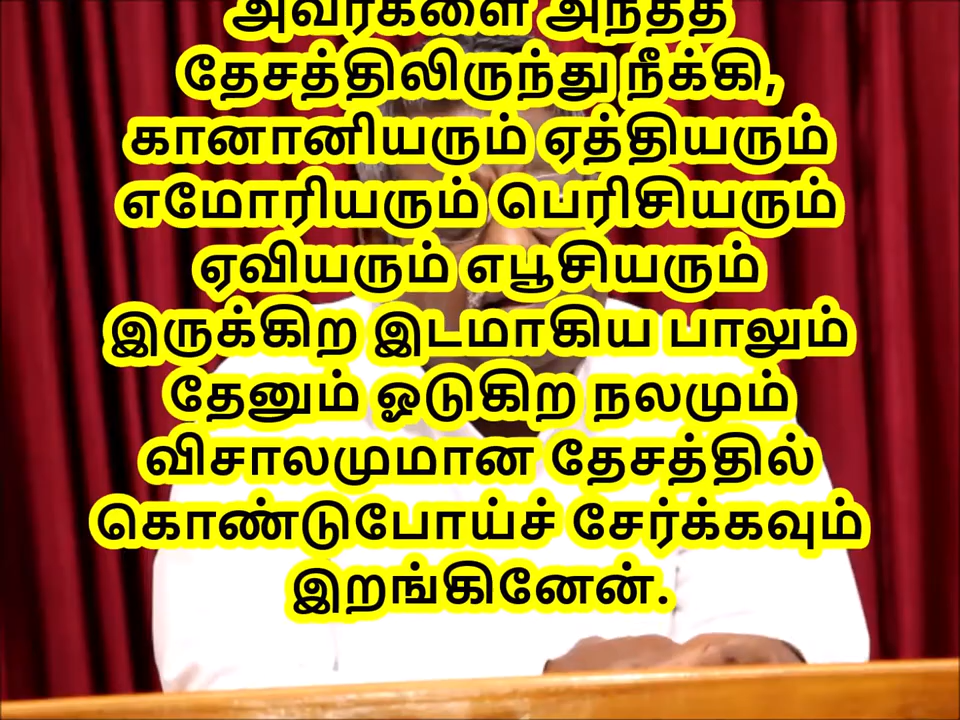 அவர்களை அந்தத்
தேசத்திலிருந்து நீக்கி,
கானானியரும் ஏத்தியரும்
எமோரியரும் பெரிசியரும்
ஏவியரும் எபூசியரும்
இருக்கிற இடமாகிய பாலும்
தேனும் ஓடுகிற நலமும்
விசாலமுமான தேசத்தில்
கொண்டுபோய்ச் சேர்க்கவும்
இறங்கினேன்.